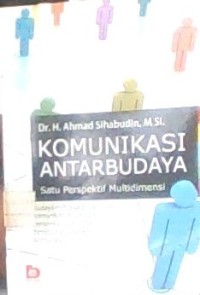 Dr. H. Ahmad Sihabudin, M.Si.
KOMUNIKASI
ANTARBUDAYA
Satu Perspektif Multidimensi